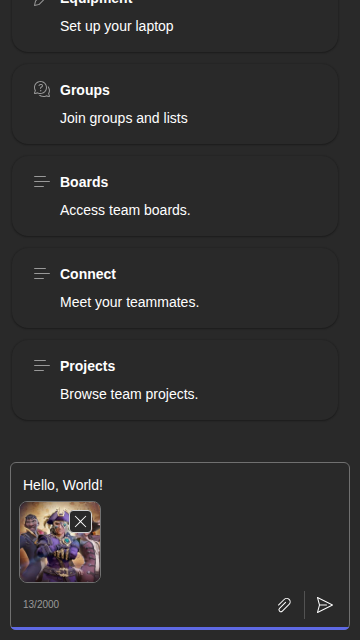 Equipment
Set up your laptop
Groups
Join groups and lists
Boards
Access team boards.
Connect
Meet your teammates.
Projects
Browse team projects.
Hello, World!
13/2000